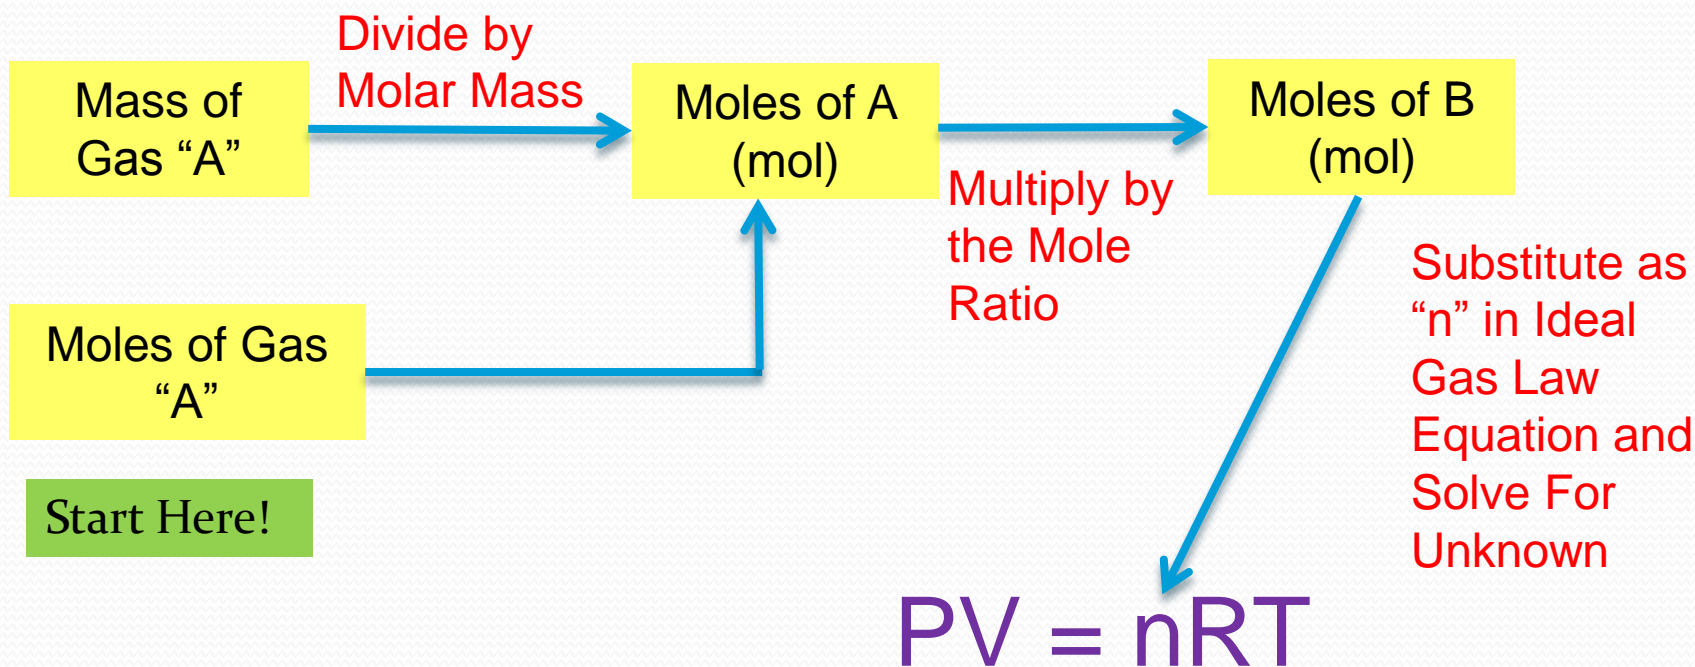 Divide by
Molar Mass
Mass of
Gas “A”
Moles of A
(mol)
Moles of B
(mol)
Multiply by
the Mole
Ratio
Moles of Gas
“A”
Substitute as
“n” in Ideal
Gas Law
Equation and
Solve For
Unknown
Start Here!
PV = nRT